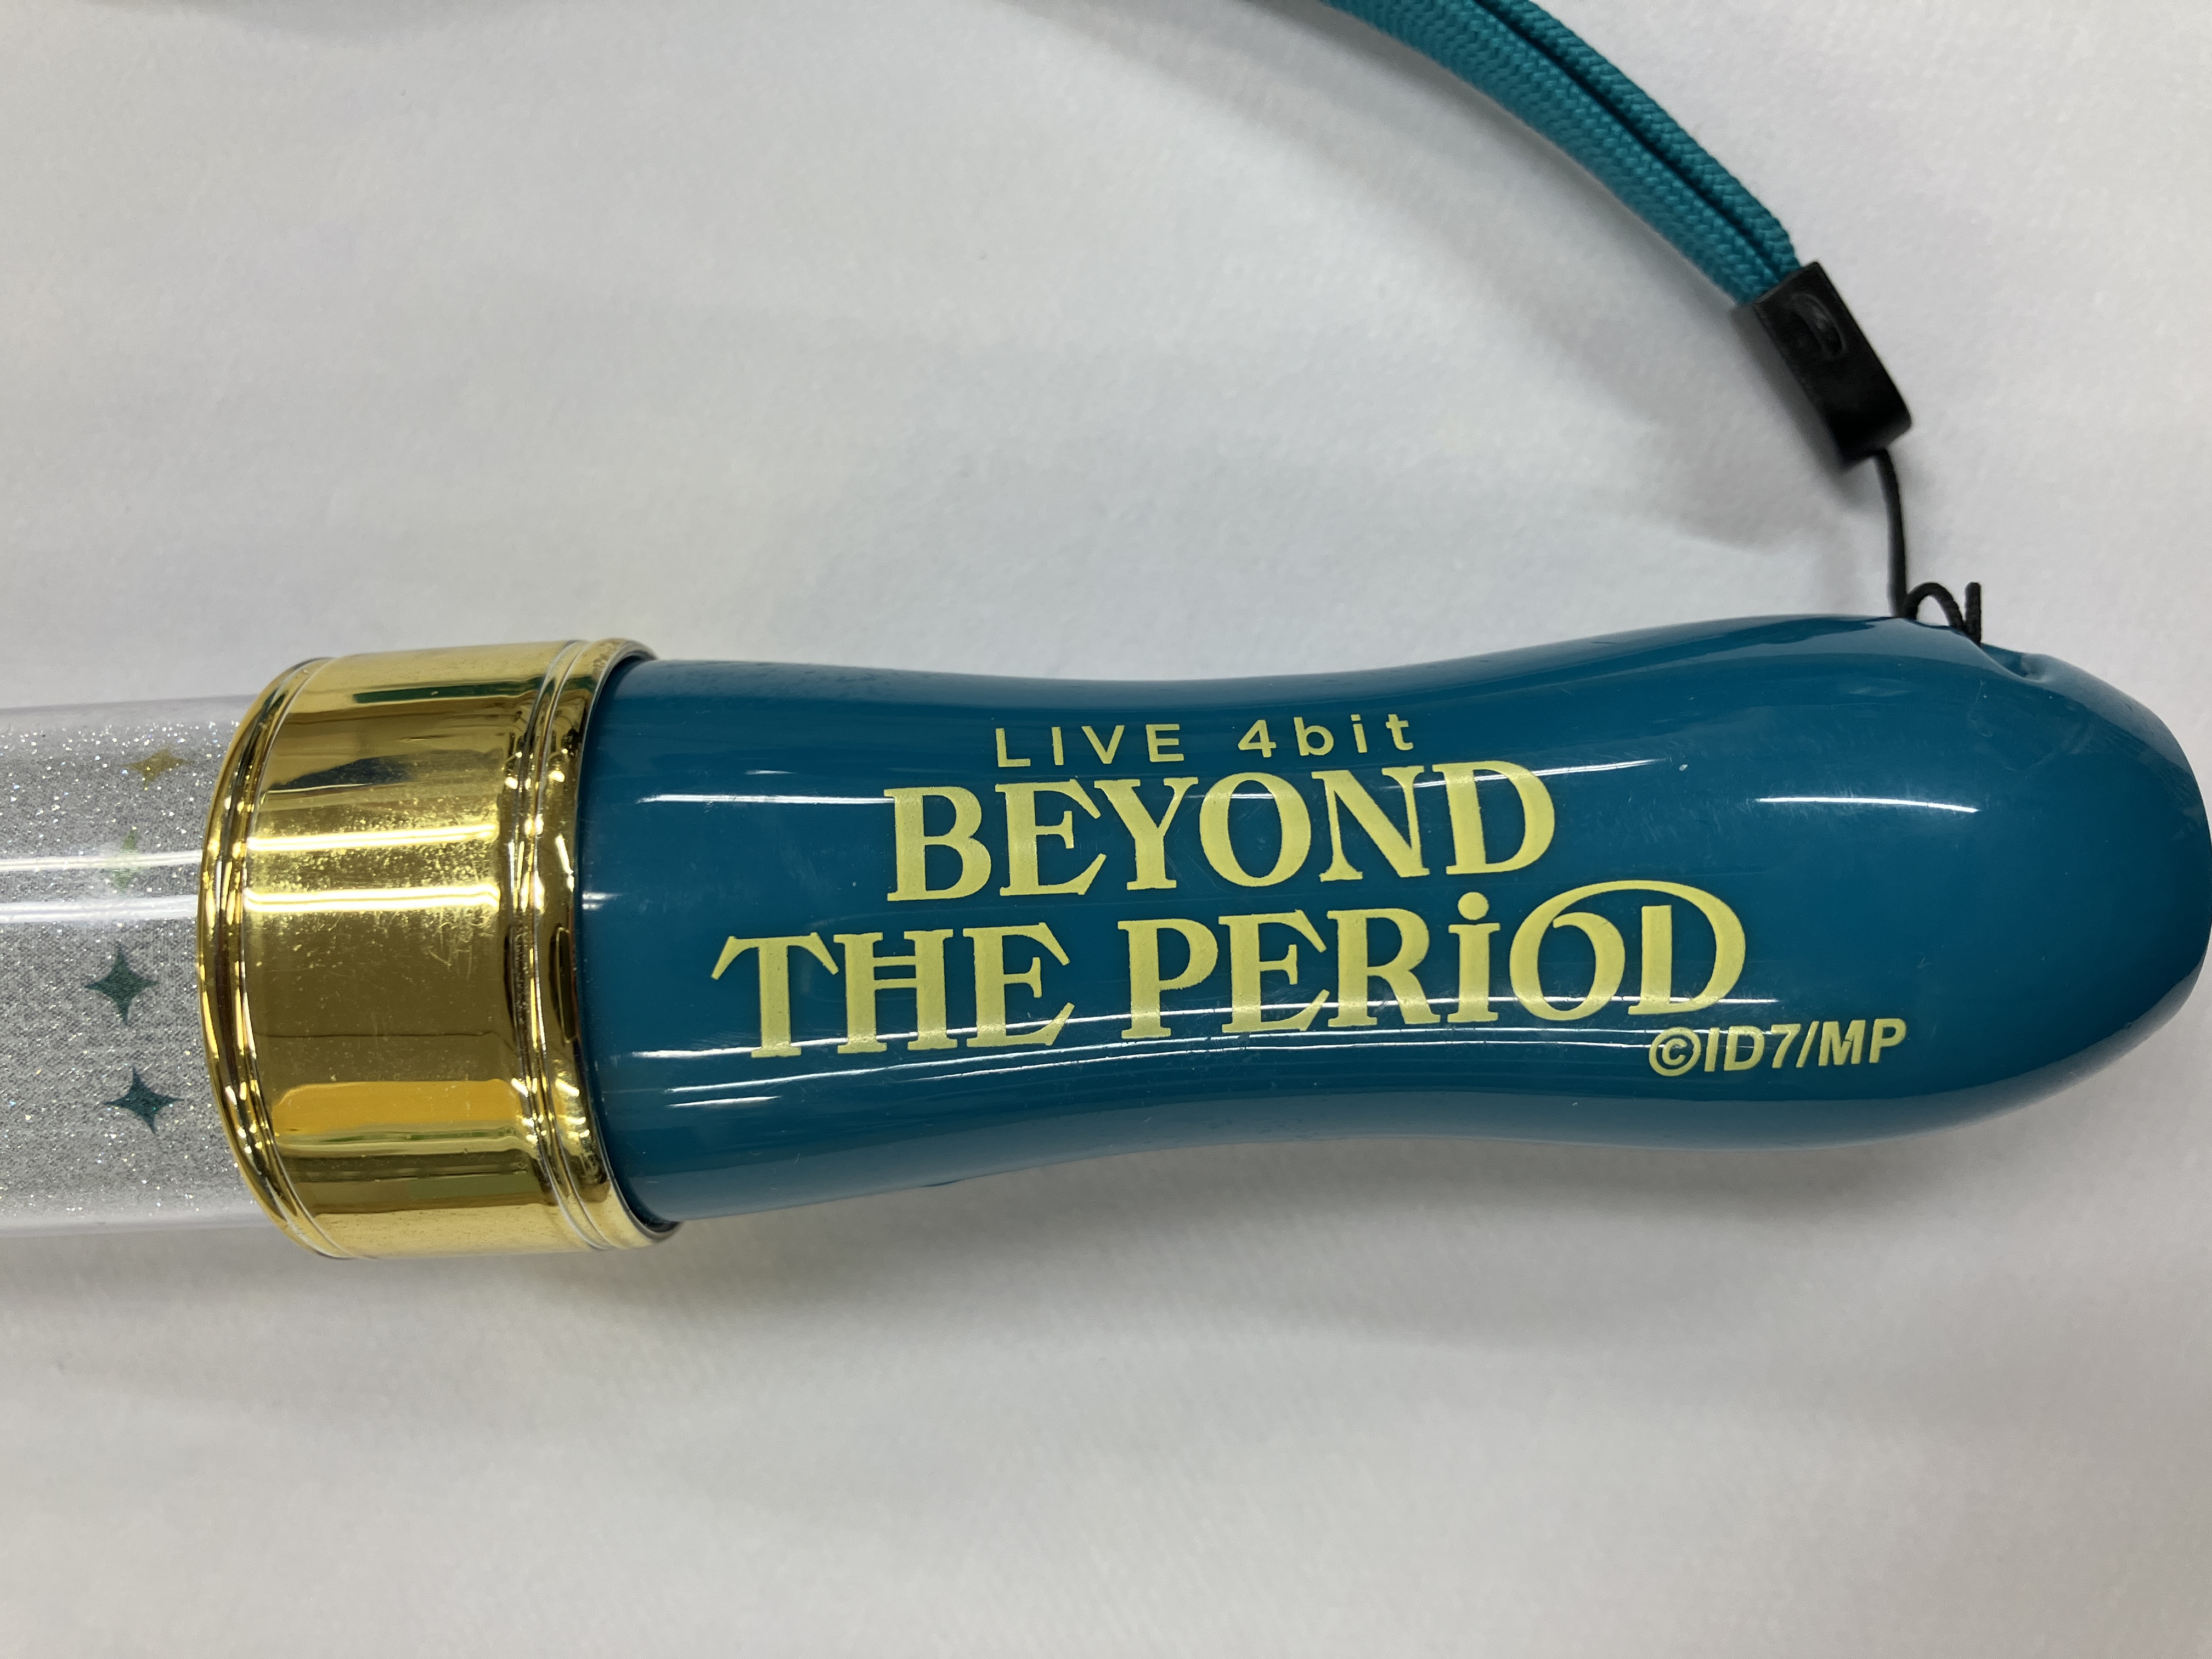 LIVE 4bit
BEYOND
THE PERiOD
©ID7/MP